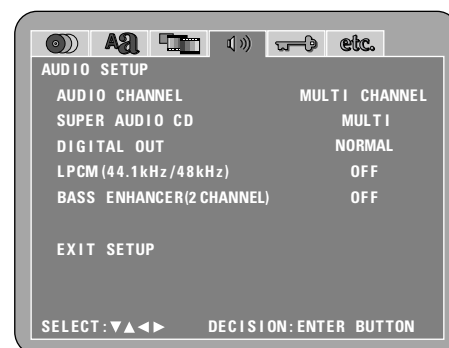 Aa etc.
AUDIO SETUP
AUDIO CHANNEL MULTI CHANNEL
SUPER AUDIO CD MULTI
DIGITAL OUT NORMAL
LPCM(44.1kHz/48kHz) OFF
BASS ENHANCER(2 CHANNEL) OFF
EXIT SETUP
SELECT:▼▲◀▶ DECISION:ENTER BUTTON